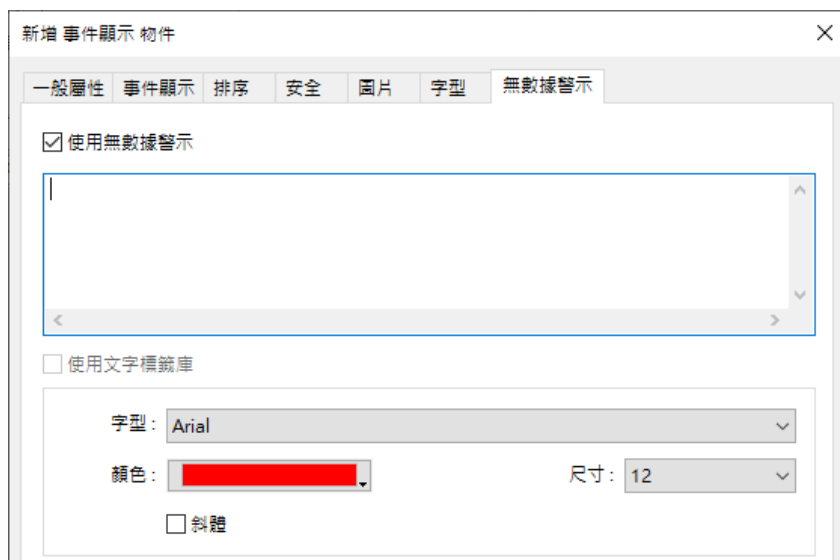 新增 事件顯示 物件
一般屬性 事件顯示 排序 安全 圖片 字型 無數據警示
使用無數據警示
使用文字標籤庫
字型 : Arial
顏色 : 尺寸 : 12
斜體